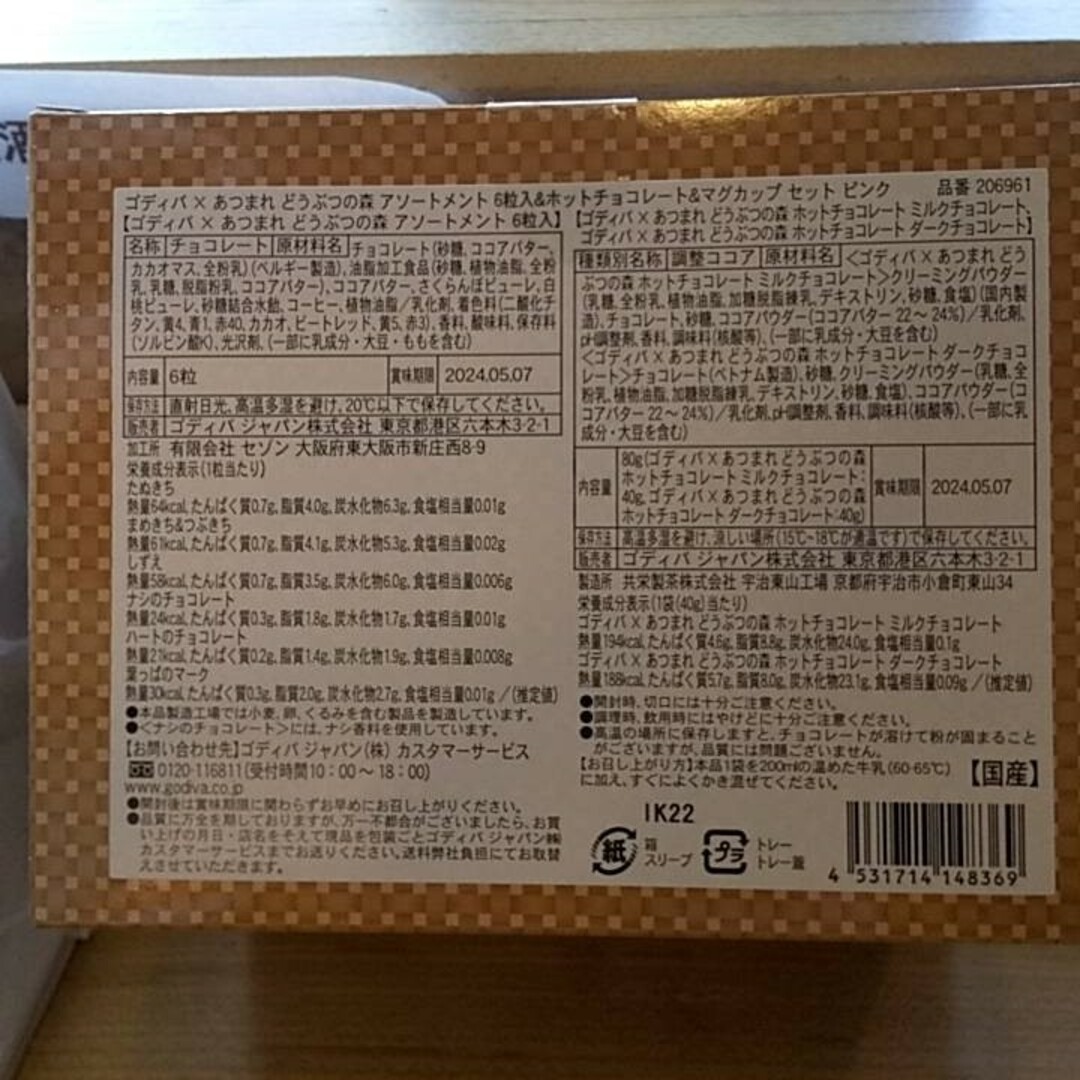 ゴディバ × あつまれ どうぶつの森 アソートメント 6粒入&ホットチョコレート&マグカップ セット ピンク 品番 206961
【ゴディバ × あつまれ どうぶつの森 アソートメント 6粒入】
名称 チョコレート 原材料名 チョコレート(砂糖、ココアバター、
カカオマス、全粉乳)(ベルギー製造)、油脂加工食品(砂糖、植物油脂、全粉
乳、乳糖、脱脂粉乳、ココアバター)、ココアバター、さくらんぼピューレ、白
桃ピューレ、砂糖結合水飴、コーヒー、植物油脂／乳化剤、着色料(二酸化チ
タン、黄4、青1、赤40、カカオ、ビートレッド、黄5、赤3)、香料、酸味料、保存料
(ソルビン酸K)、光沢剤、(一部に乳成分・大豆・ももを含む)
内容量 6粒 賞味期限 2024.05.07
保存方法 直射日光、高温多湿を避け、20℃以下で保存してください。
販売者 ゴディバ ジャパン株式会社 東京都港区六本木3-2-1
加工所 有限会社 セゾン 大阪府東大阪市新庄西8-9
栄養成分表示(1粒当たり)
たぬきち
熱量64kcal、たんぱく質0.7g、脂質4.0g、炭水化物6.3g、食塩相当量0.01g
まめきち&つぶきち
熱量61kcal、たんぱく質0.7g、脂質4.1g、炭水化物5.3g、食塩相当量0.02g
しずえ
熱量58kcal、たんぱく質0.7g、脂質3.5g、炭水化物6.0g、食塩相当量0.006g
ナシのチョコレート
熱量24kcal、たんぱく質0.3g、脂質1.8g、炭水化物1.7g、食塩相当量0.01g
ハートのチョコレート
熱量21kcal、たんぱく質0.2g、脂質1.4g、炭水化物1.9g、食塩相当量0.008g
葉っぱのマーク
熱量30kcal、たんぱく質0.3g、脂質2.0g、炭水化物2.7g、食塩相当量0.01g／(推定値)
●本品製造工場では小麦、卵、くるみを含む製品を製造しています。
●<ナシのチョコレート>には、ナシ香料を使用しています。
【お問い合わせ先】ゴディバ ジャパン(株) カスタマーサービス
0120-116811(受付時間10：00～18：00)
www.godiva.co.jp
●開封後は賞味期限に関わらずお早めにお召し上がりください。
●品質に万全を期しておりますが、万一不都合がございましたら、お買
い上げの月日・店名をそえて現品を包装ごとゴディバ ジャパン㈱
カスタマーサービスまでお送りください。送料弊社負担にてお取替
えさせていただきます。
【ゴディバ × あつまれ どうぶつの森 ホットチョコレート ミルクチョコレート、
ゴディバ × あつまれ どうぶつの森 ホットチョコレート ダークチョコレート】
種類別名称 調整ココア 原材料名 <ゴディバ × あつまれ どう
ぶつの森 ホットチョコレート ミルクチョコレート>クリーミングパウダー
(乳糖、全粉乳、植物油脂、加糖脱脂練乳、デキストリン、砂糖、食塩)(国内製
造)、チョコレート、砂糖、ココアパウダー(ココアバター 22～24%)／乳化剤、
pH調整剤、香料、調味料(核酸等)、(一部に乳成分・大豆を含む)
<ゴディバ × あつまれ どうぶつの森 ホットチョコレート ダークチョコ
レート>チョコレート(ベトナム製造)、砂糖、クリーミングパウダー(乳糖、全
粉乳、植物油脂、加糖脱脂練乳、デキストリン、砂糖、食塩)、ココアパウダー(コ
コアバター 22～24%)／乳化剤、pH調整剤、香料、調味料(核酸等)、(一部に乳
成分・大豆を含む)
内容量 80g(ゴディバ × あつまれ どうぶつの森
ホットチョコレート ミルクチョコレート：
40g、ゴディバ × あつまれ どうぶつの森
ホットチョコレート ダークチョコレート：40g)
賞味期限 2024.05.07
保存方法 高温多湿を避け、涼しい場所(15℃~18℃が適温です)で保存してください。
販売者 ゴディバ ジャパン株式会社 東京都港区六本木3-2-1
製造所 共栄製茶株式会社 宇治東山工場 京都府宇治市小倉町東山34
栄養成分表示(1袋(40g)当たり)
ゴディバ × あつまれ どうぶつの森 ホットチョコレート ミルクチョコレート
熱量194kcal、たんぱく質4.6g、脂質8.8g、炭水化物24.0g、食塩相当量0.1g
ゴディバ × あつまれ どうぶつの森 ホットチョコレート ダークチョコレート
熱量188kcal、たんぱく質5.7g、脂質8.0g、炭水化物23.1g、食塩相当量0.09g／(推定値)
●開封時、切口には十分ご注意ください。
●調理時、飲用時にはやけどに十分ご注意ください。
●高温の場所に保存しますと、チョコレートが溶けて粉が固まること
がございますが、品質には問題ございません。
【お召し上がり方】本品1袋を200mlの温めた牛乳(60-65℃)
に加え、すぐによくかき混ぜてください。
【国産】
IK22
紙 箱 スリーブ
プラ トレー トレー蓋
4 531714 148369